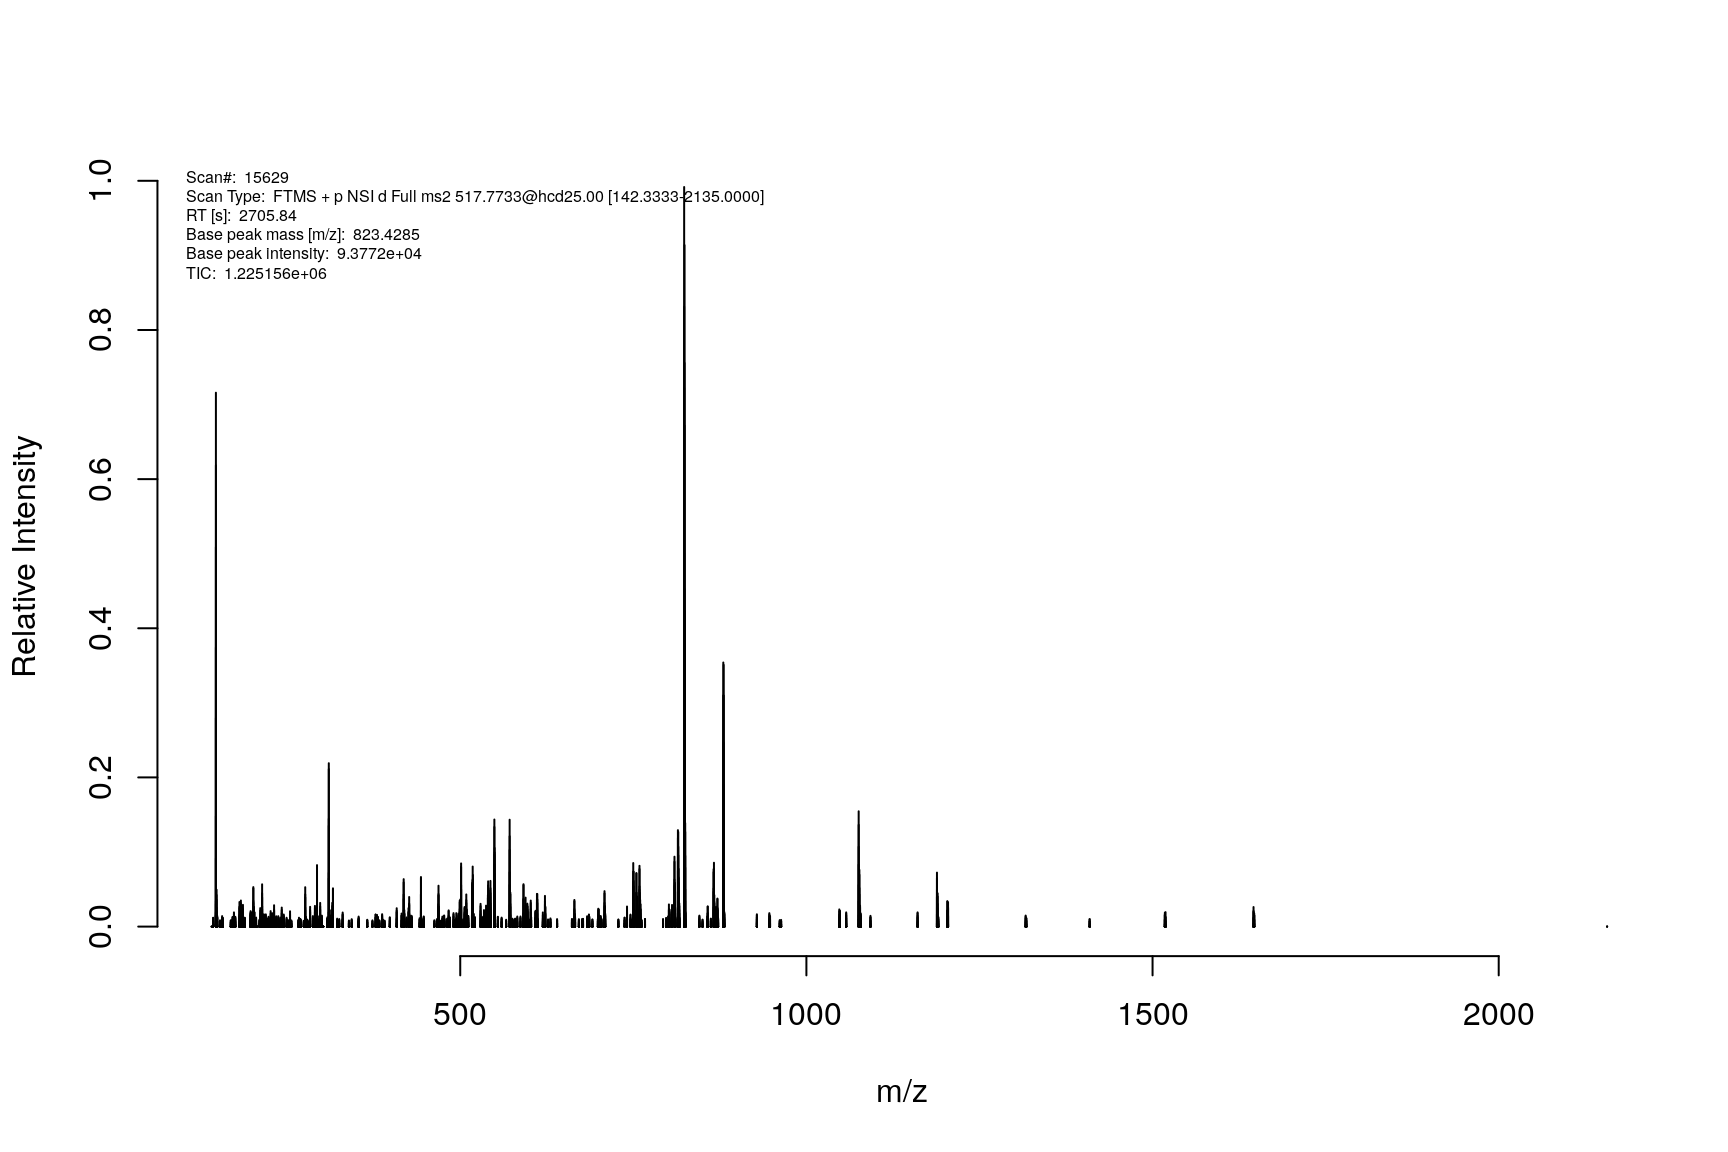 Scan#: 15629
Scan Type: FTMS + p NSI d Full ms2 517.7733@hcd25.00 [142.3333-2135.0000]
RT [s]: 2705.84
Base peak mass [m/z]: 823.4285
Base peak intensity: 9.3772e+04
TIC: 1.225156e+06
1.0
0.8
0.6
0.4
0.2
0.0
Relative Intensity
500 1000 1500 2000
m/z